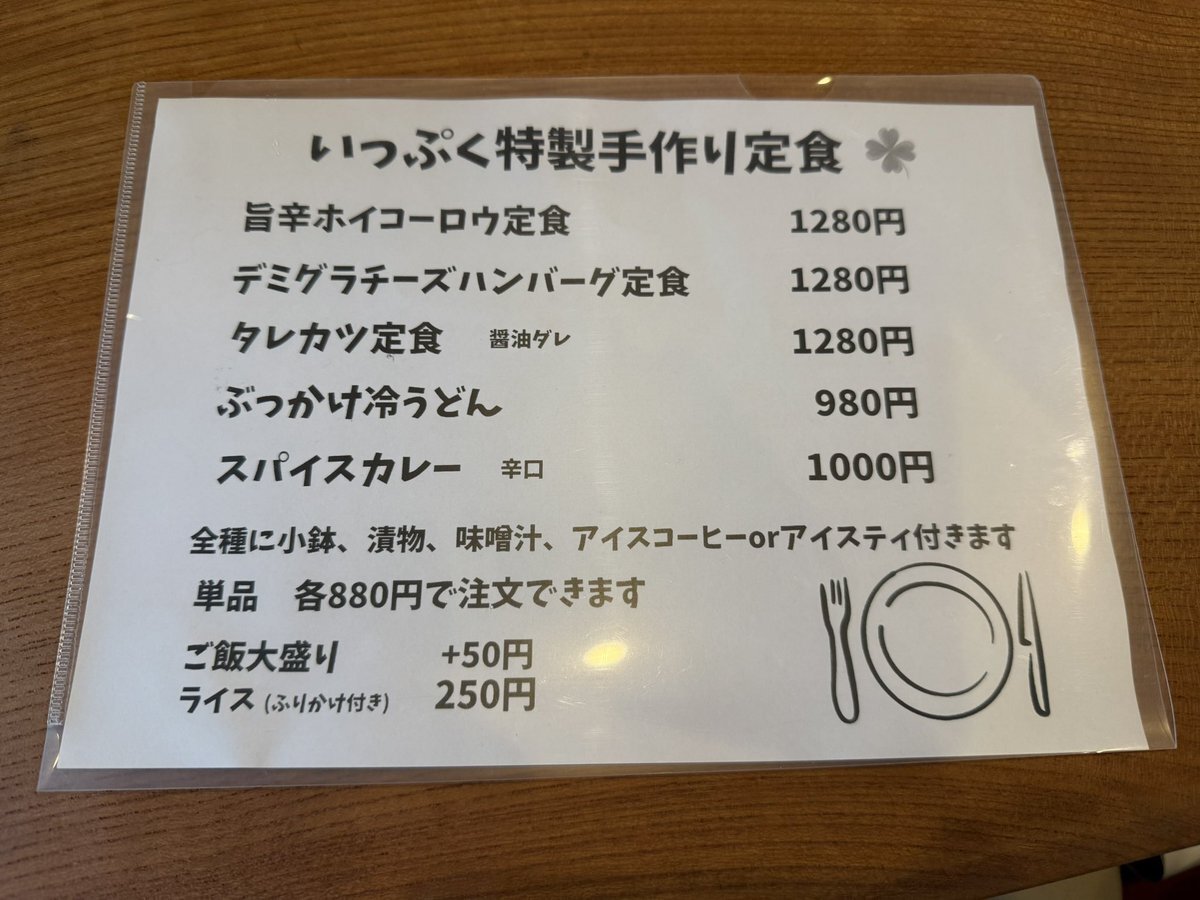 いっぷく特製手作り定食
旨辛ホイコーロウ定食 1280円
デミグラチーズハンバーグ定食 1280円
タレカツ定食 醤油ダレ 1280円
ぶっかけ冷うどん 980円
スパイスカレー 辛口 1000円
全種に小鉢、漬物、味噌汁、アイスコーヒーorアイスティ付きます
単品 各880円で注文できます
ご飯大盛り +50円
ライス (ふりかけ付き) 250円